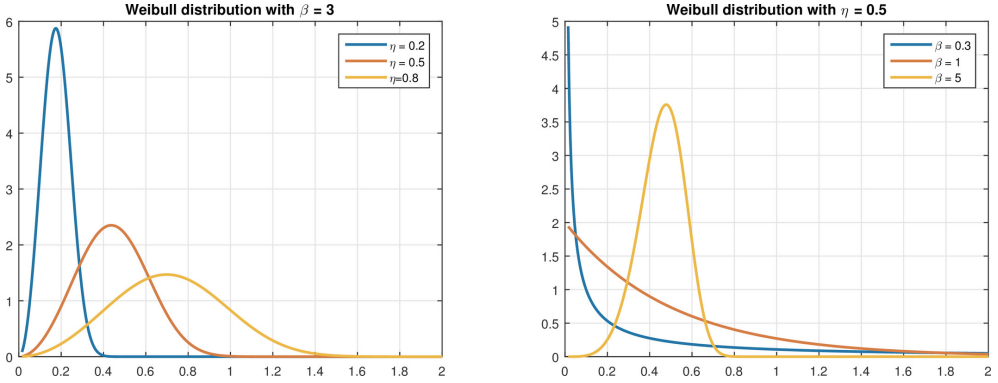 Weibull distribution with β = 3
6
5
4
3
2
1
0
0 0.2 0.4 0.6 0.8 1 1.2 1.4 1.6 1.8 2
η = 0.2
η = 0.5
η=0.8
Weibull distribution with η = 0.5
5
4.5
4
3.5
3
2.5
2
1.5
1
0.5
0
0 0.2 0.4 0.6 0.8 1 1.2 1.4 1.6 1.8 2
β = 0.3
β = 1
β = 5